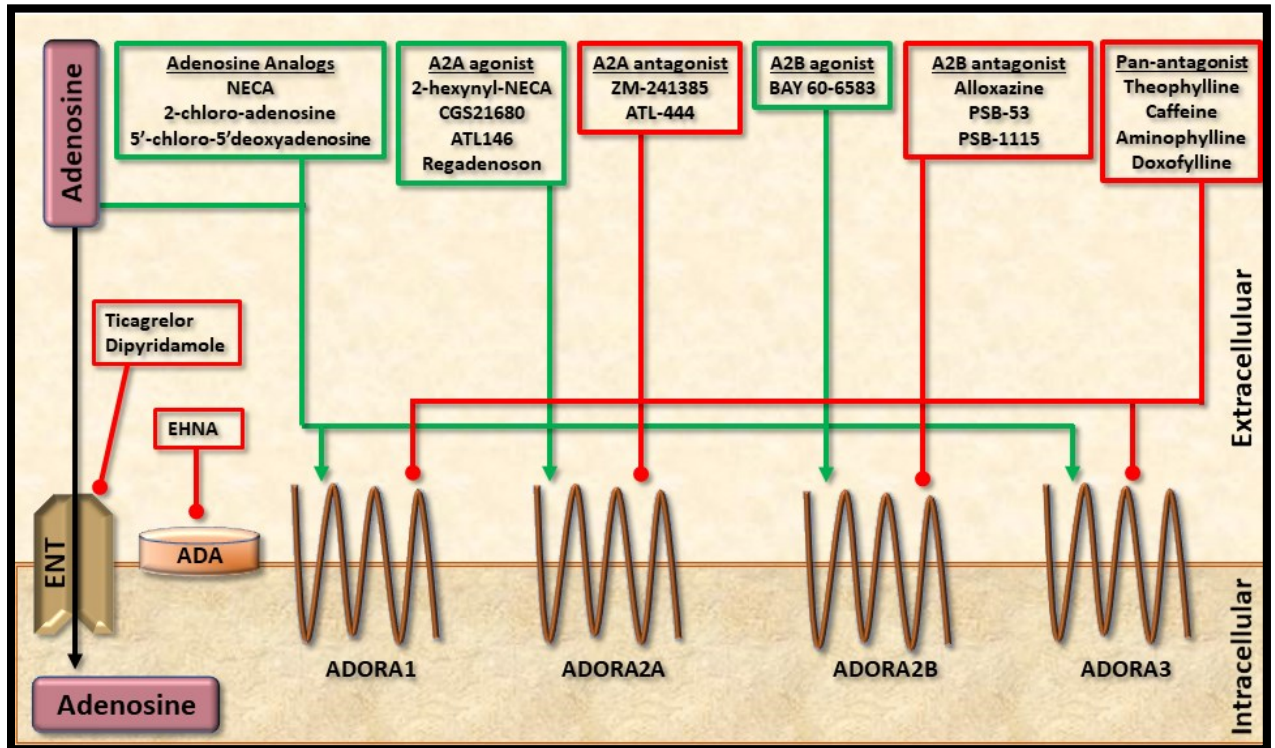 Adenosine
Adenosine Analogs
NECA
2-chloro-adenosine
5'-chloro-5'deoxyadenosine
A2A agonist
2-hexynyl-NECA
CGS21680
ATL146
Regadenoson
A2A antagonist
ZM-241385
ATL-444
A2B agonist
BAY 60-6583
A2B antagonist
Alloxazine
PSB-53
PSB-1115
Pan-antagonist
Theophylline
Caffeine
Aminophylline
Doxofylline
Ticagrelor
Dipyridamole
EHNA
Extracelluluar
ENT
ADA
ADORA1
ADORA2A
ADORA2B
ADORA3
Adenosine
Intracellular